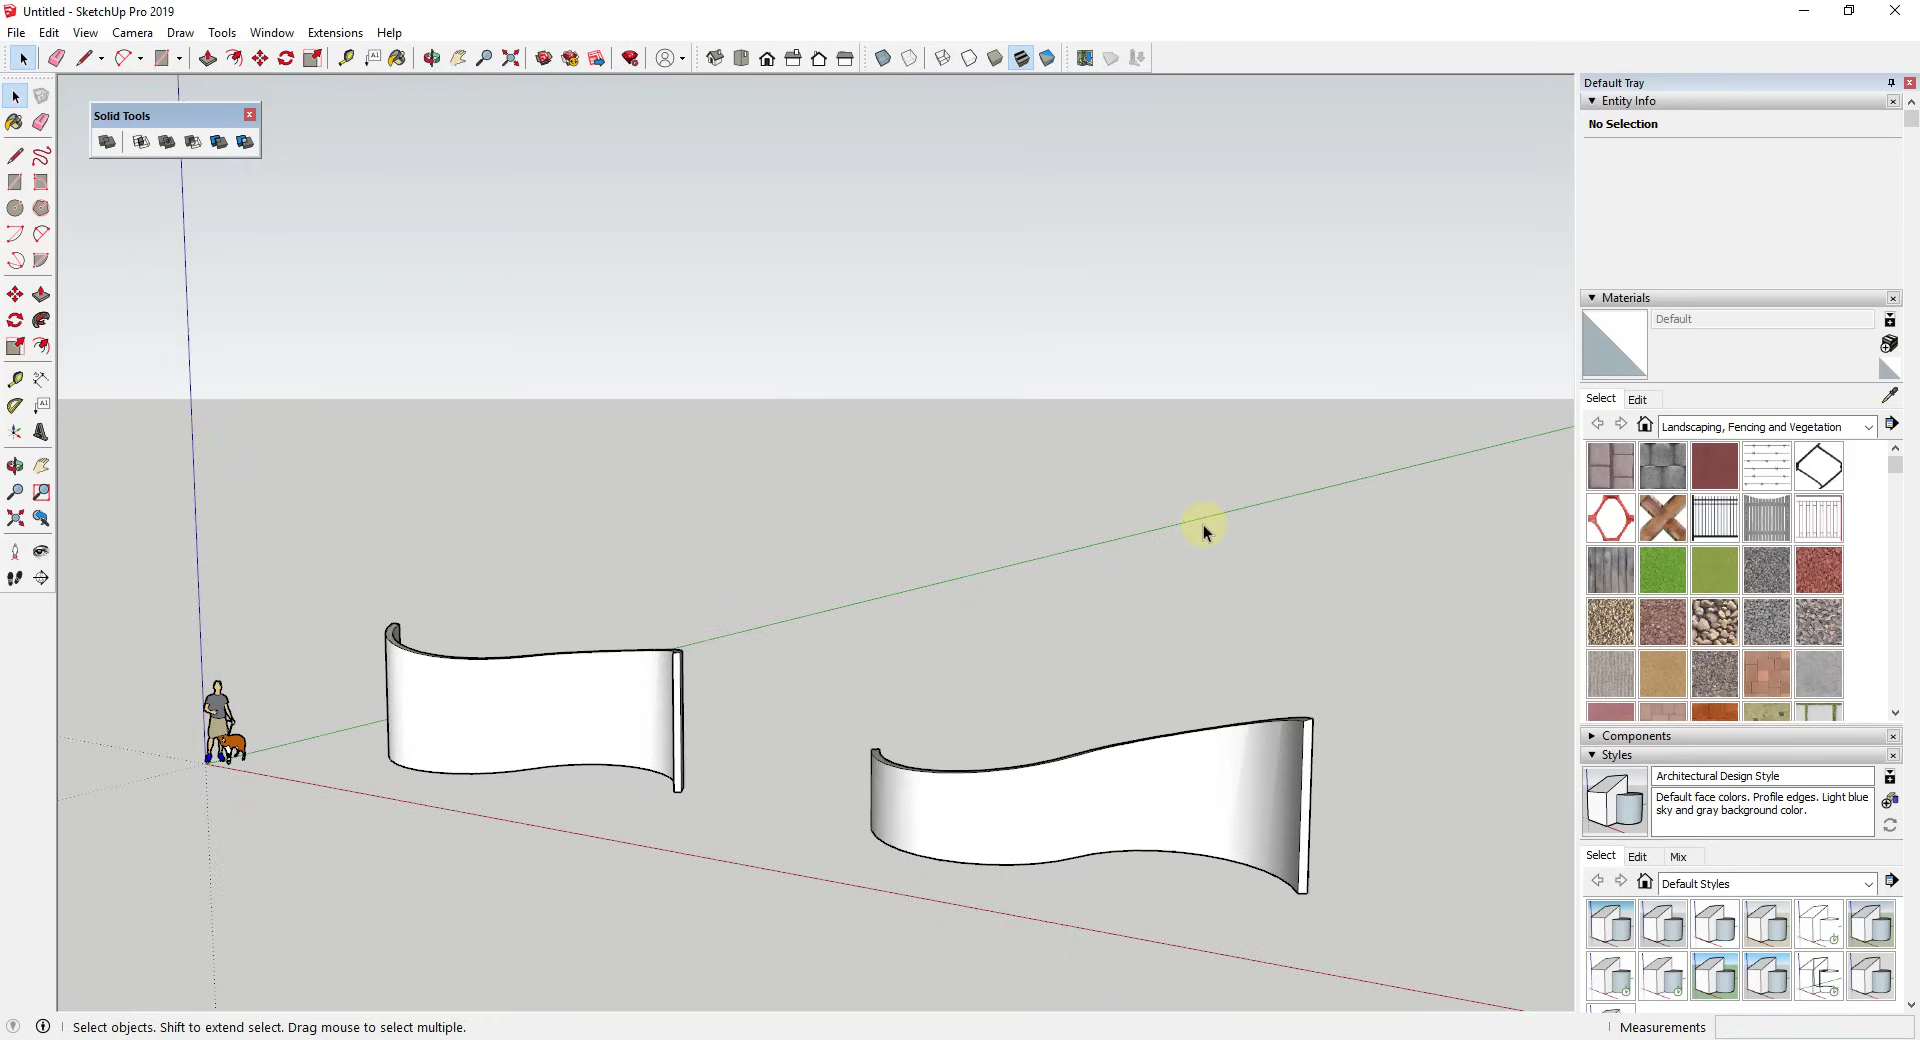 Untitled - SketchUp Pro 2019
File Edit View Camera Draw Tools Window Extensions Help
Default Tray
Entity Info
No Selection
Solid Tools
Materials
Default
Select Edit
Landscaping, Fencing and Vegetation
Components
Styles
Architectural Design Style
Default face colors. Profile edges. Light blue
sky and gray background color.
Select Edit Mix
Default Styles
Select objects. Shift to extend select. Drag mouse to select multiple.
Measurements